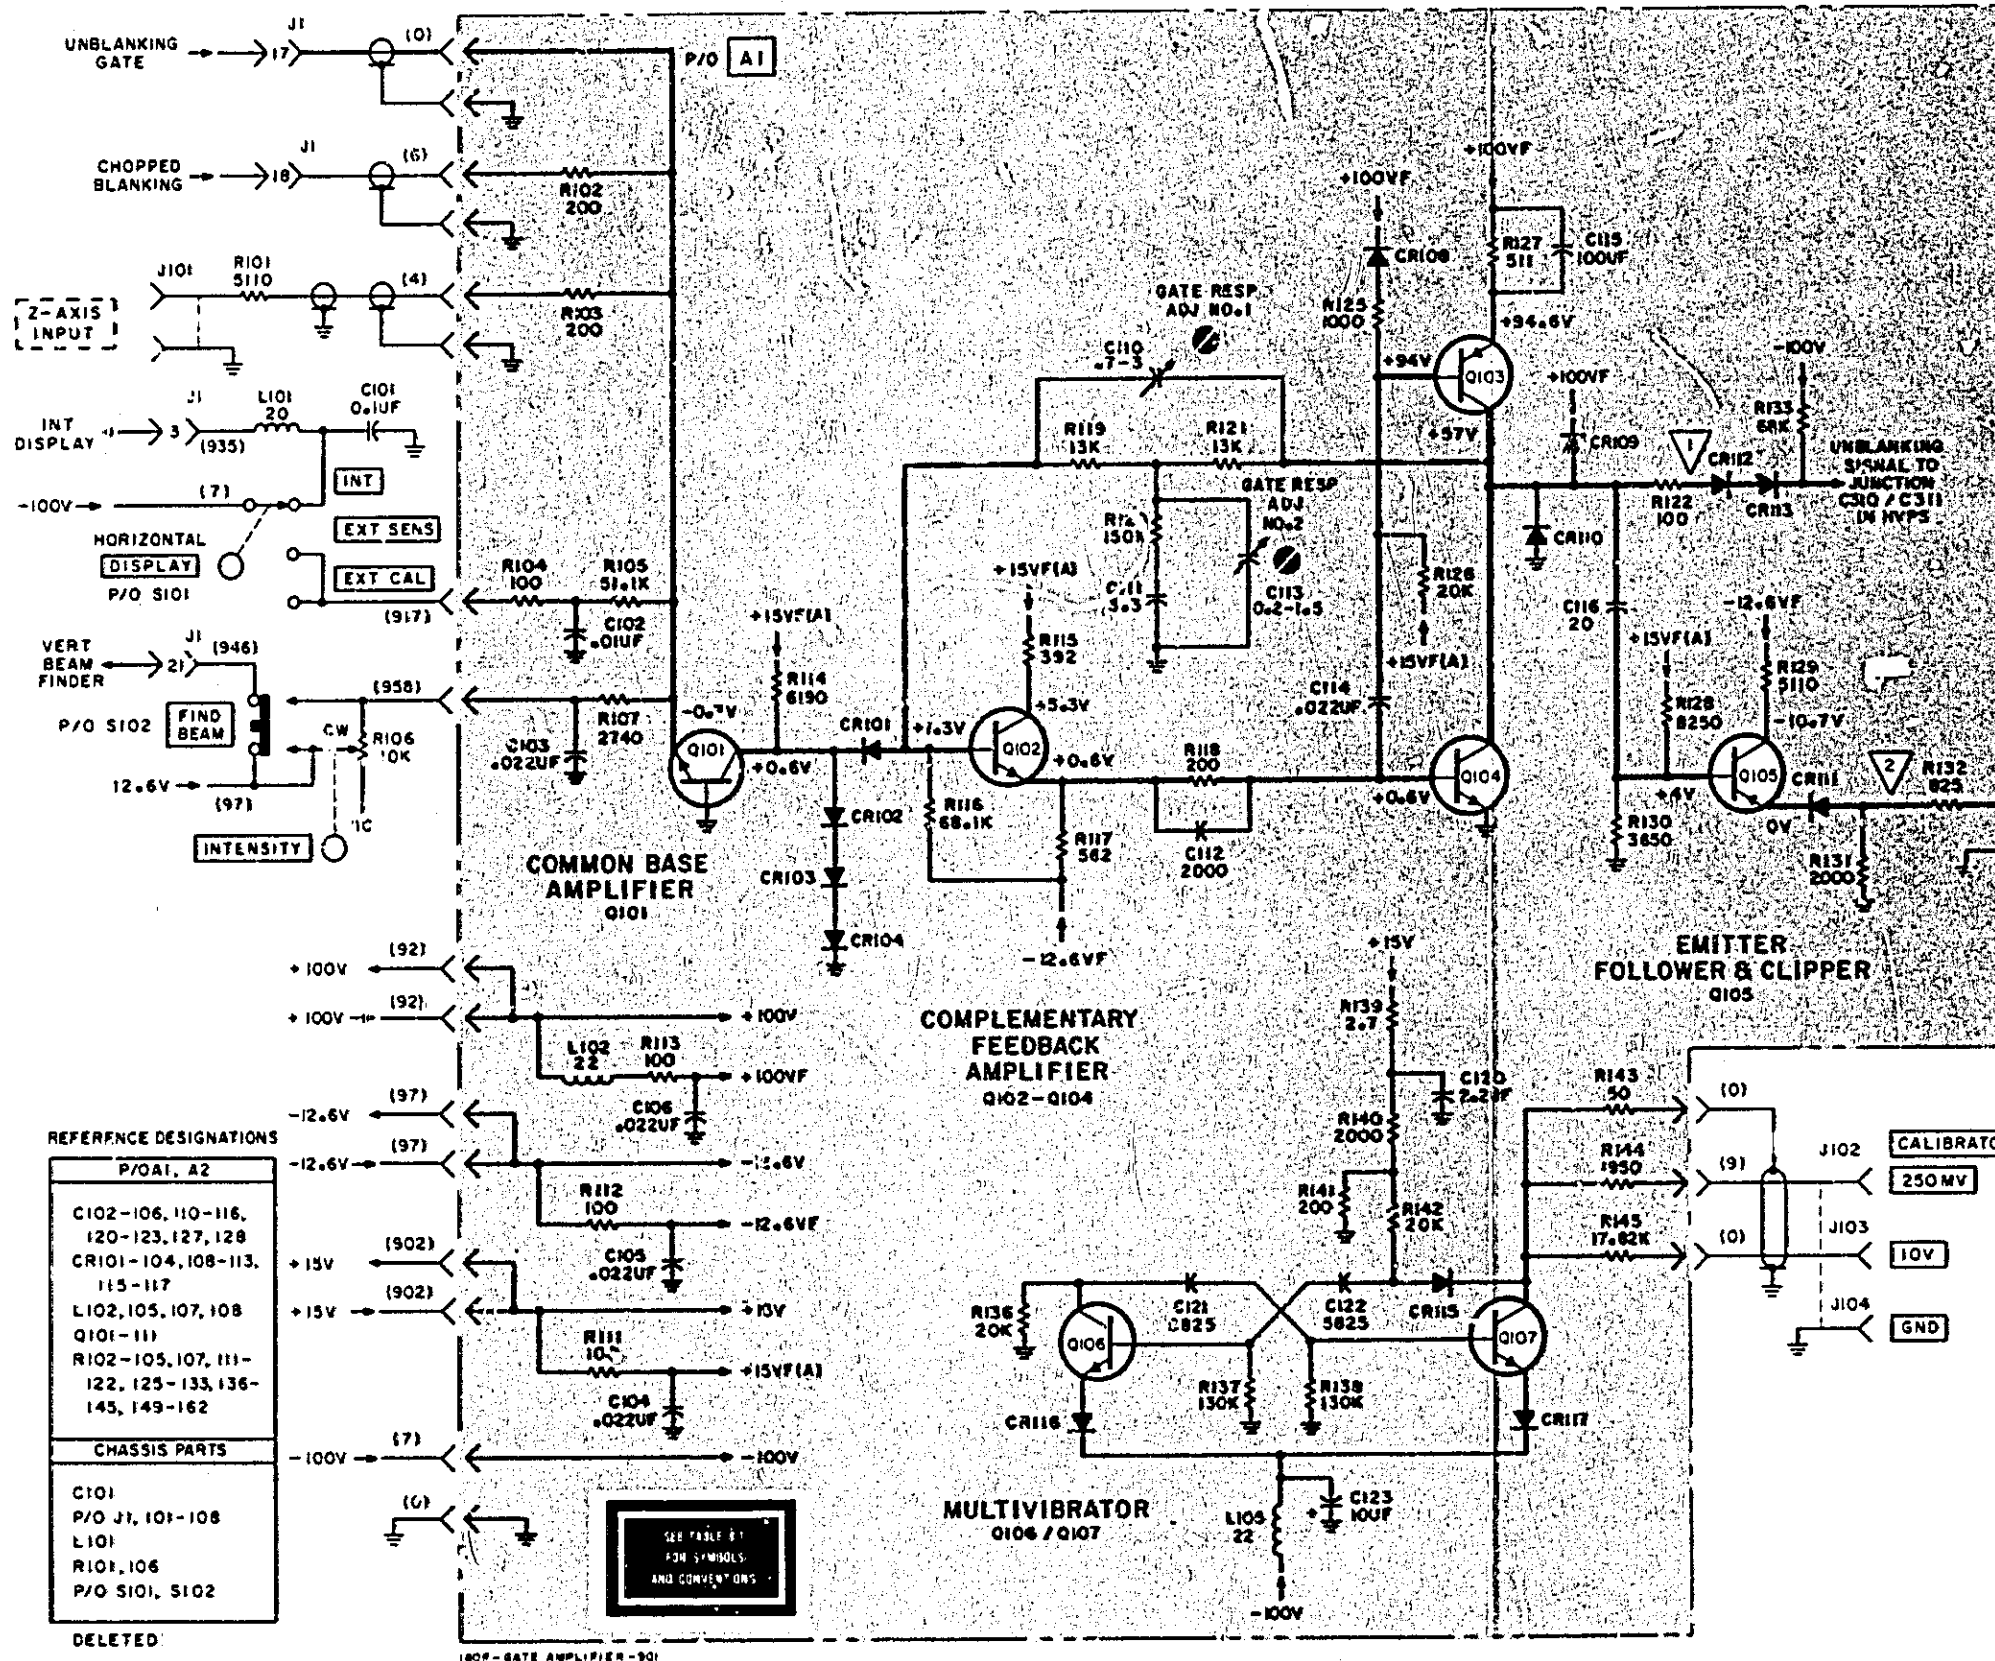 UNBLANKING
GATE
J1
17
(0)
P/O A1
CHOPPED
BLANKING
J1
18
(6)
R102
200
J101
R101
5110
(4)
Z-AXIS
INPUT
R103
200
INT
DISPLAY
J1
3
(935)
L101
20
C101
0.1UF
INT
-100V
(7)
EXT SENS
HORIZONTAL
DISPLAY
P/O S101
EXT CAL
(917)
R104
100
R105
51.1K
C102
.01UF
VERT
BEAM
FINDER
J1
21
(946)
(958)
P/O S102
FIND
BEAM
CW
R106
12.6V
(97)
INTENSITY
C103
.022UF
R107
2740
Q101
+15VF(A)
R114
6190
+0.6V
CR101
CR102
CR103
CR104
COMMON BASE
AMPLIFIER
Q101
+1.3V
Q102
+15VF(A)
R115
392
+5.3V
+0.6V
R116
68.1K
R117
562
-12.6VF
R118
200
C112
2000
GATE RESP
ADJ NO.1
C110
.7-3
R119
13K
R121
13K
GATE RESP
ADJ
NO.2
150K
3.3
C113
0.2-1.5
+100VF
CR108
R125
1000
+94V
Q103
+100VF
R127
511
C115
100UF
+94.6V
+57V
R126
20K
+15VF(A)
C114
.022UF
+0.6V
Q104
+100VF
CR109
CR110
1
R122
100
CR112
CR113
-100V
R133
68K
UNBLANKING
SIGNAL TO
JUNCTION
C310 / C311
IN HVPS
C116
20
+15VF(A)
R128
8250
-12.6VF
R129
5110
-10.7V
Q105
+4V
0V
CR111
2
R132
825
R130
3650
R131
2000
EMITTER
FOLLOWER & CLIPPER
Q105
COMPLEMENTARY
FEEDBACK
AMPLIFIER
Q102-Q104
+100V
(92)
+100V
(92)
+100V
L102
22
R113
100
+100VF
C106
.022UF
-12.6V
(97)
-12.6V
(97)
R112
100
-12.6VF
C105
.022UF
+15V
(902)
+15V
(902)
R111
+15VF(A)
C104
.022UF
-100V
(7)
-100V
REFERENCE DESIGNATIONS
P/OA1, A2
C102-106, 110-116,
120-123, 127, 128
CR101-104, 108-113,
115-117
L102, 105, 107, 108
Q101-111
R102-105, 107, 111-
122, 125-133, 136-
145, 149-162
CHASSIS PARTS
C101
P/O J1, 101-108
L101
R101, 106
P/O S101, S102
DELETED:
SEE TABLE
FOR SYMBOLS
AND CONVENTIONS
+15V
R139
2.7
C120
R140
2000
R141
200
R142
20K
R136
20K
C121
C122
5825
CR115
Q106
Q107
R137
130K
R138
130K
CR116
CR117
MULTIVIBRATOR
Q106 / Q107
L105
22
C123
10UF
-100V
R143
50
(0)
R144
1950
(9)
R145
17.82K
(0)
J102
250MV
J103
10V
J104
GND
-GATE AMPLIFIER-901